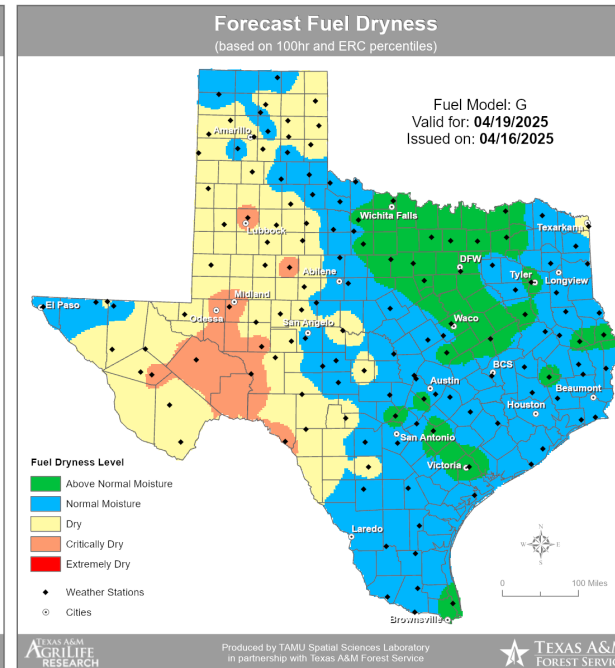 Forecast Fuel Dryness
(based on 100hr and ERC percentiles)
Fuel Model: G
Valid for: 04/19/2025
Issued on: 04/16/2025
Amarillo
Wichita Falls
Texarkana
Lubbock
DFW
Abilene
Tyler
Longview
El Paso
Midland
Odessa
San Angelo
Waco
BCS
Austin
Beaumont
Houston
San Antonio
Victoria
Laredo
Brownsville
Fuel Dryness Level
Above Normal Moisture
Normal Moisture
Dry
Critically Dry
Extremely Dry
Weather Stations
Cities
N
W
E
S
0 100 Miles
TEXAS A&M
AGRILIFE
RESEARCH
Produced by TAMU Spatial Sciences Laboratory
in partnership with Texas A&M Forest Service
TEXAS A&M
FOREST SERVIC